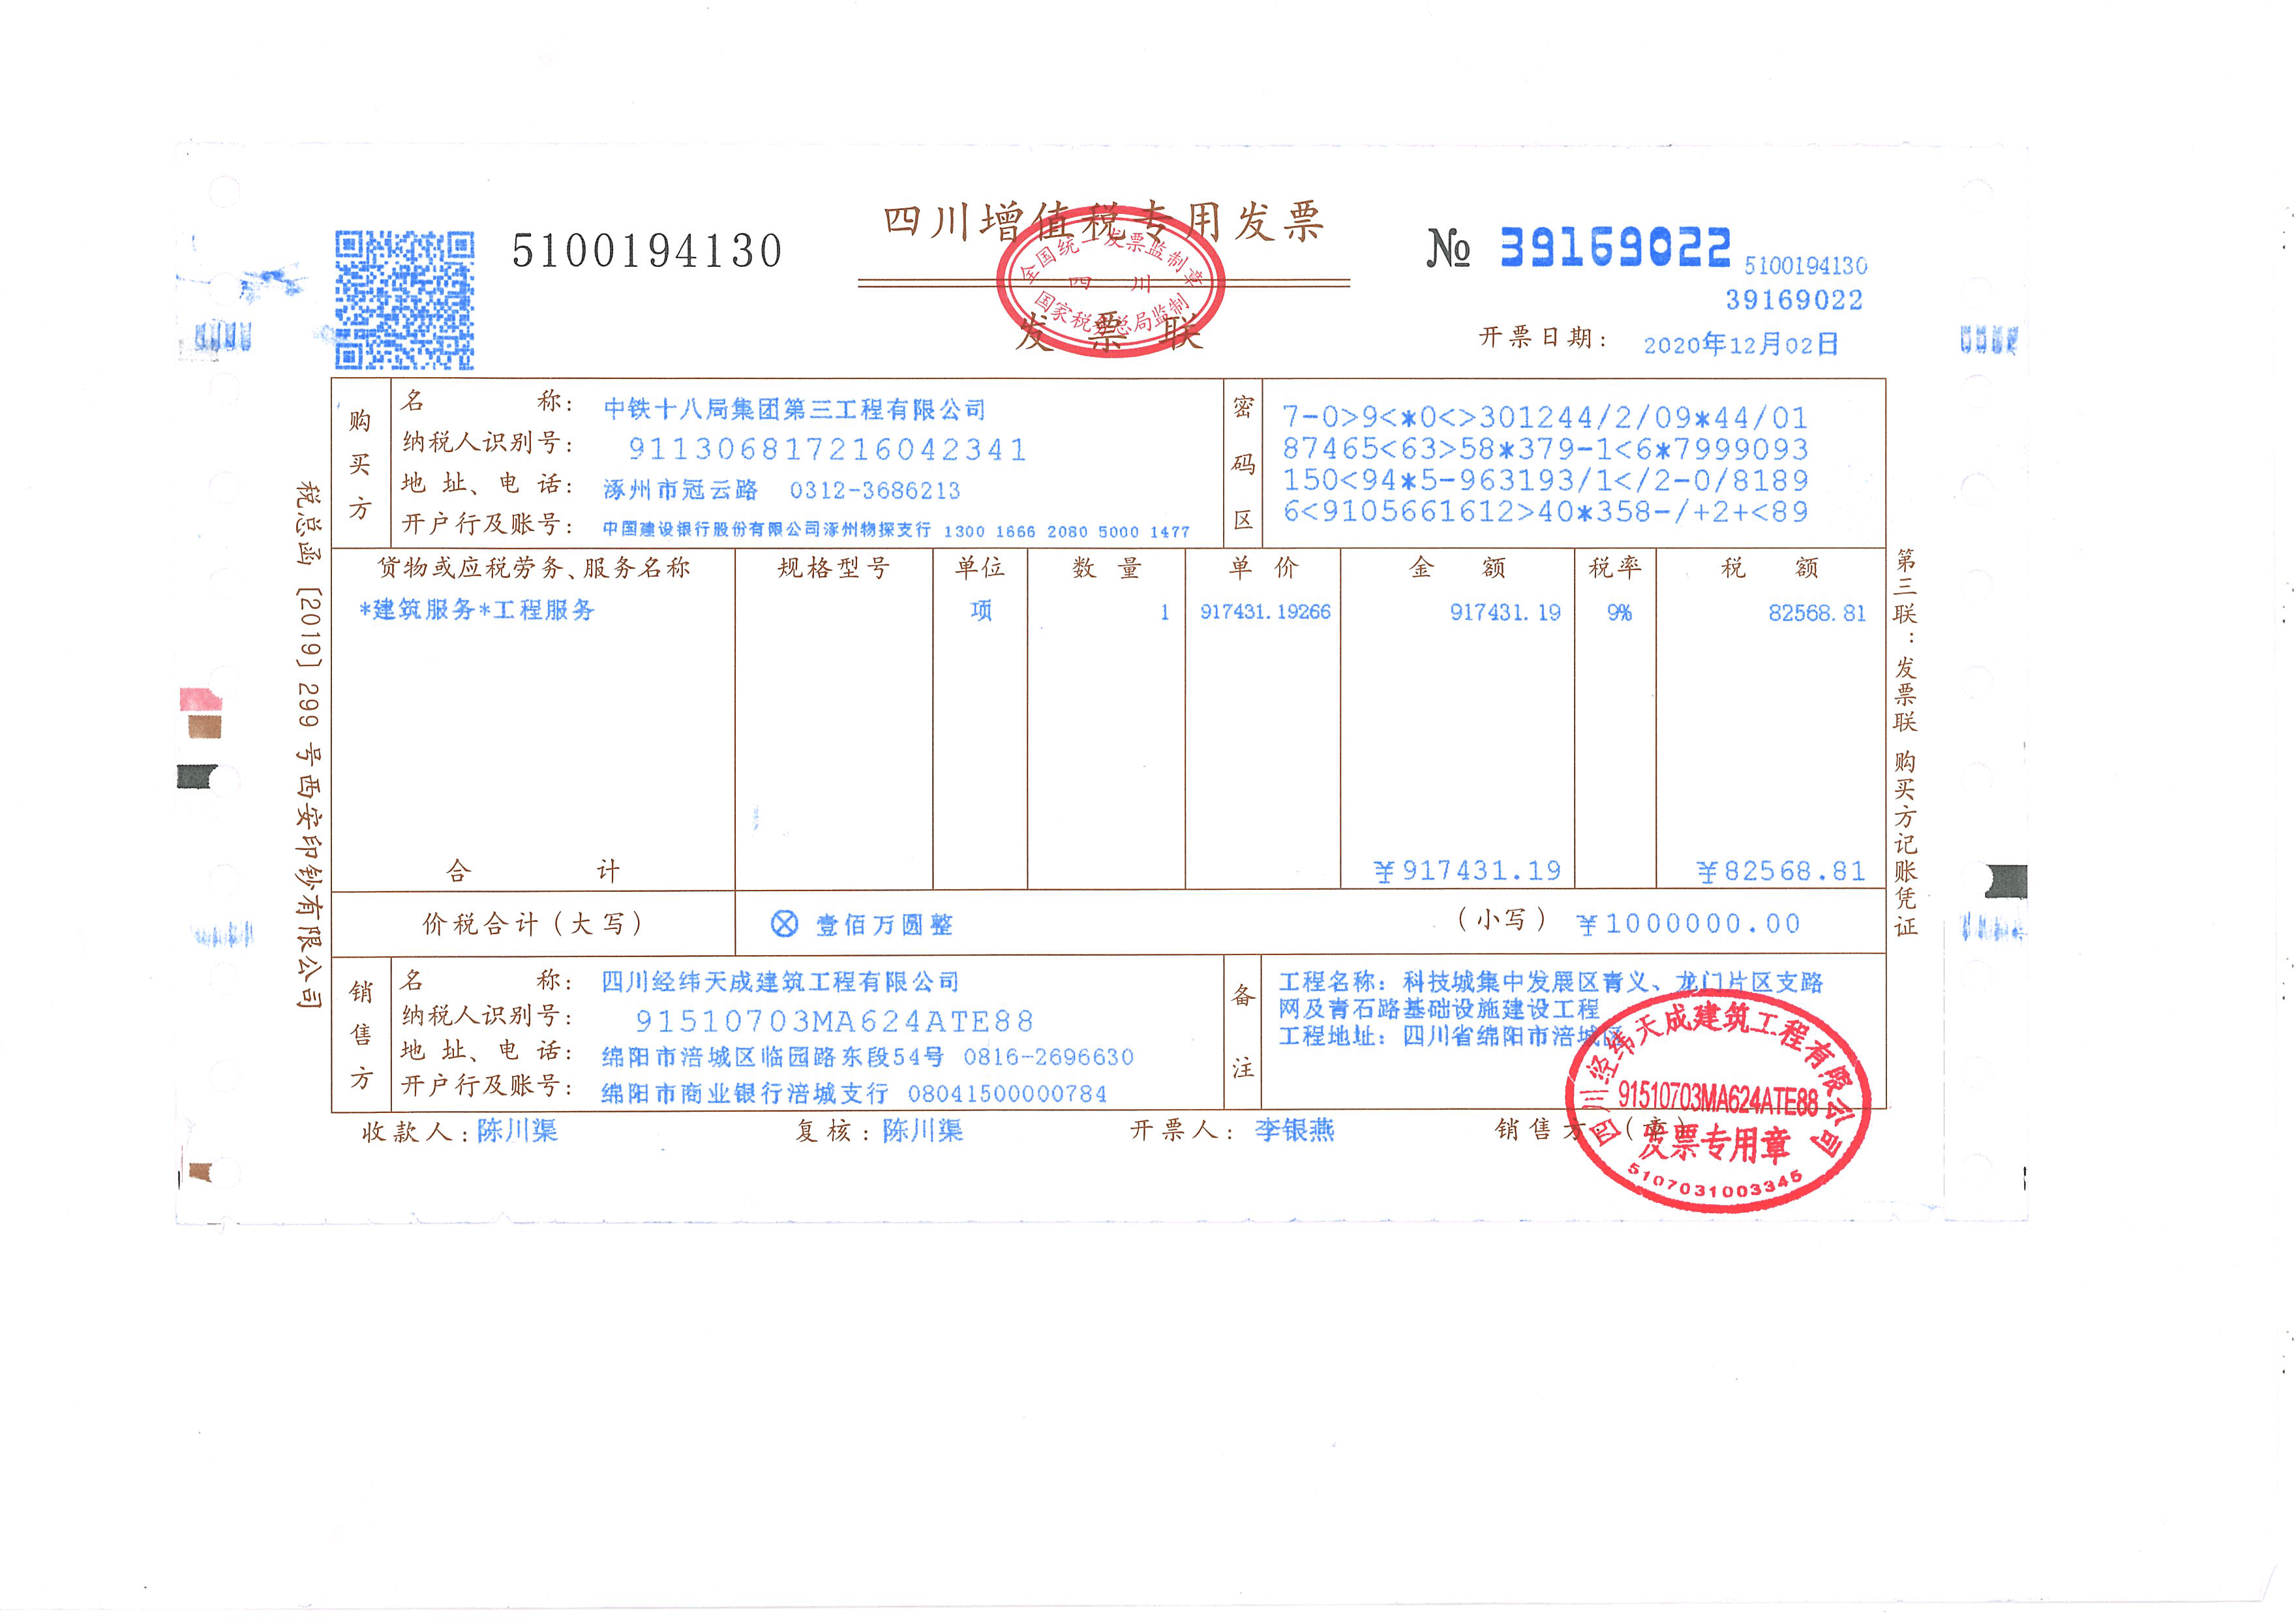 四川增值税专用发票
全国统一发票监制章
四川
国家税务总局监制
发票联
5100194130
№ 39169022
5100194130
39169022
开票日期: 2020年12月02日
购买方
名称: 中铁十八局集团第三工程有限公司
纳税人识别号: 911306817216042341
地址、电话: 涿州市冠云路 0312-3686213
开户行及账号: 中国建设银行股份有限公司涿州物探支行 1300 1666 2080 5000 1477
密码区
7-0>9<*0<>301244/2/09*44/01
87465<63>58*379-1<6*7999093
150<94*5-963193/1</2-0/8189
6<9105661612>40*358-/+2+<89
货物或应税劳务、服务名称 规格型号 单位 数量 单价 金额 税率 税额
*建筑服务*工程服务 项 1 917431.19266 917431.19 9% 82568.81
合计 ¥917431.19 ¥82568.81
价税合计(大写) ⊗ 壹佰万圆整 (小写) ¥1000000.00
销售方
名称: 四川经纬天成建筑工程有限公司
纳税人识别号: 91510703MA624ATE88
地址、电话: 绵阳市涪城区临园路东段54号 0816-2696630
开户行及账号: 绵阳市商业银行涪城支行 08041500000784
备注
工程名称: 科技城集中发展区青义、龙门片区支路
网及青石路基础设施建设工程
工程地址: 四川省绵阳市涪城区
收款人: 陈川渠 复核: 陈川渠 开票人: 李银燕 销售方:(章)
四川经纬天成建筑工程有限公司
91510703MA624ATE88
发票专用章
5107031003345
税总函〔2019〕299号西安印钞有限公司
第三联:发票联 购买方记账凭证